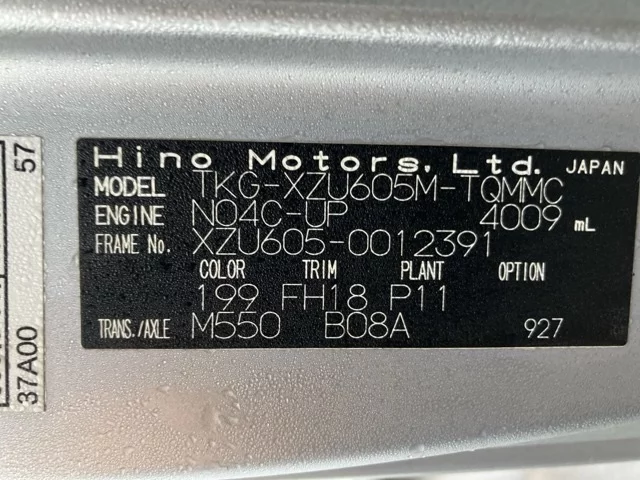 Hino Motors, Ltd. JAPAN
MODEL TKG-XZU605M-TQMMC
ENGINE N04C-UP 4009 mL
FRAME No. XZU605-0012391
COLOR TRIM PLANT OPTION
199 FH18 P11
TRANS./AXLE M550 B08A 927
37A00 57